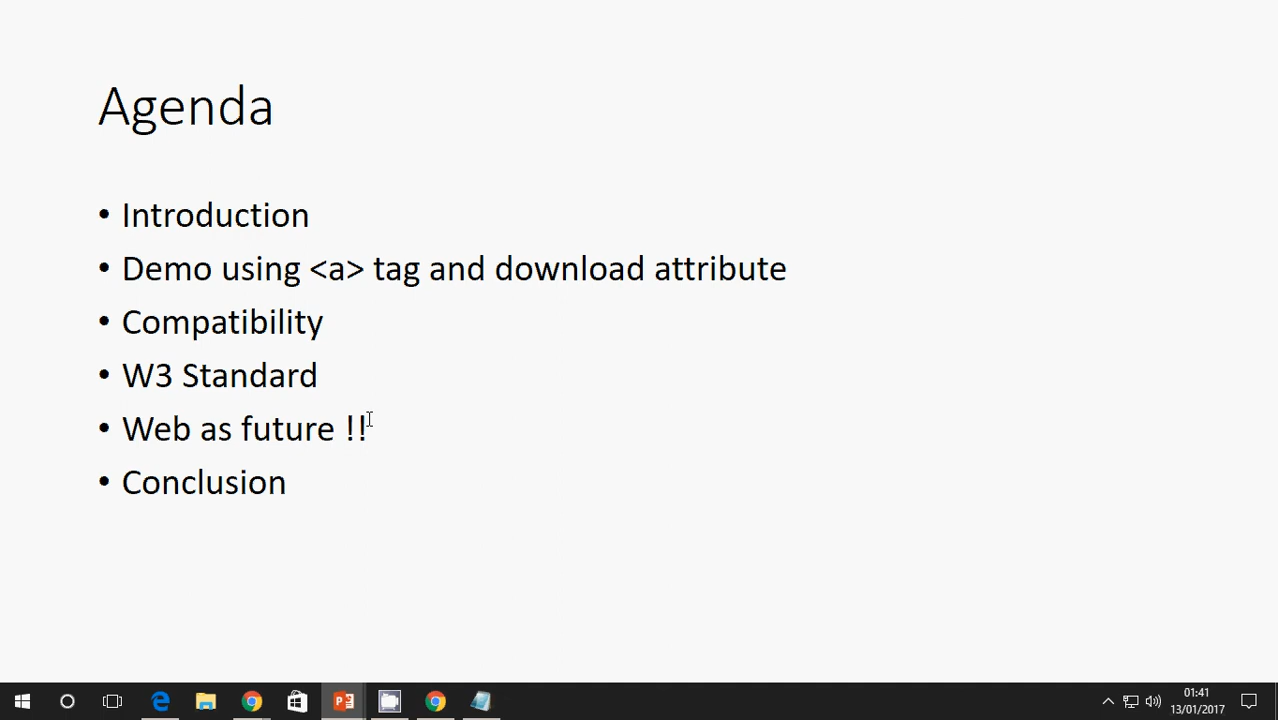 Agenda
• Introduction
• Demo using <a> tag and download attribute
• Compatibility
• W3 Standard
• Web as future !!
• Conclusion
01:41
13/01/2017